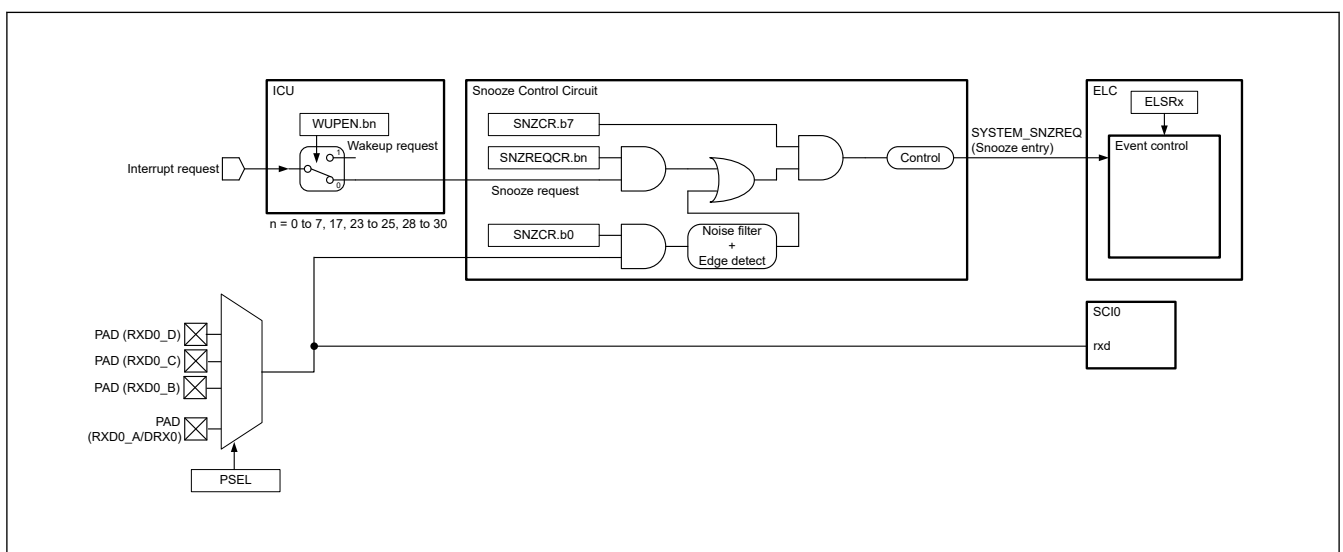 ICU
WUPEN.bn
1
Wakeup request
0
Interrupt request
n = 0 to 7, 17, 23 to 25, 28 to 30
Snooze Control Circuit
SNZCR.b7
SNZREQCR.bn
Snooze request
SNZCR.b0
Noise filter
+
Edge detect
Control
SYSTEM_SNZREQ
(Snooze entry)
ELC
ELSRx
Event control
SCI0
rxd
PAD (RXD0_D)
PAD (RXD0_C)
PAD (RXD0_B)
PAD
(RXD0_A/DRX0)
PSEL